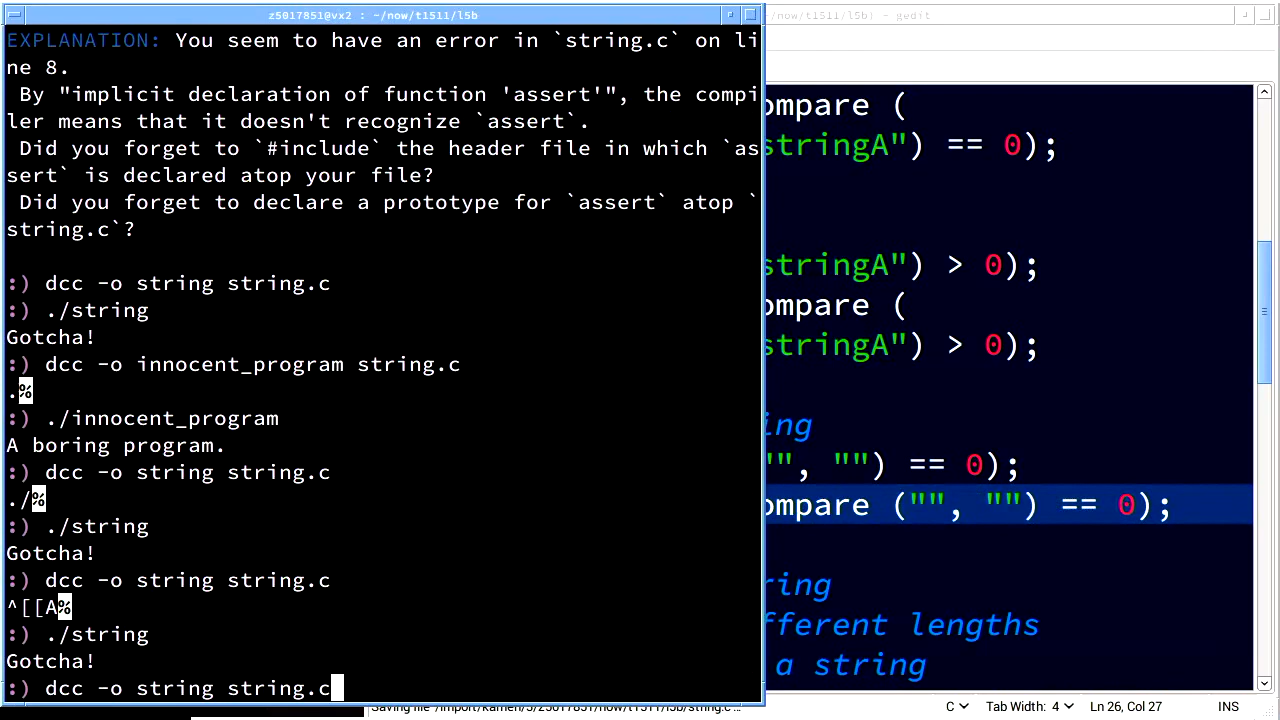 z5017851@vx2 : ~/now/t1511/l5b
EXPLANATION: You seem to have an error in `string.c` on li
ne 8.
By "implicit declaration of function 'assert'", the compi
ler means that it doesn't recognize `assert`.
Did you forget to `#include` the header file in which `as
sert` is declared atop your file?
Did you forget to declare a prototype for `assert` atop `
string.c`?
:) dcc -o string string.c
:) ./string
Gotcha!
:) dcc -o innocent_program string.c
.%
:) ./innocent_program
A boring program.
:) dcc -o string string.c
./%
:) ./string
Gotcha!
:) dcc -o string string.c
^[[A%
:) ./string
Gotcha!
:) dcc -o string string.c
/now/t1511/l5b) - gedit
ompare (
stringA") == 0);
stringA") > 0);
ompare (
stringA") > 0);
ing
"", "") == 0);
ompare ("", "") == 0);
ring
fferent lengths
a string
C
Tab Width: 4
Ln 26, Col 27
INS